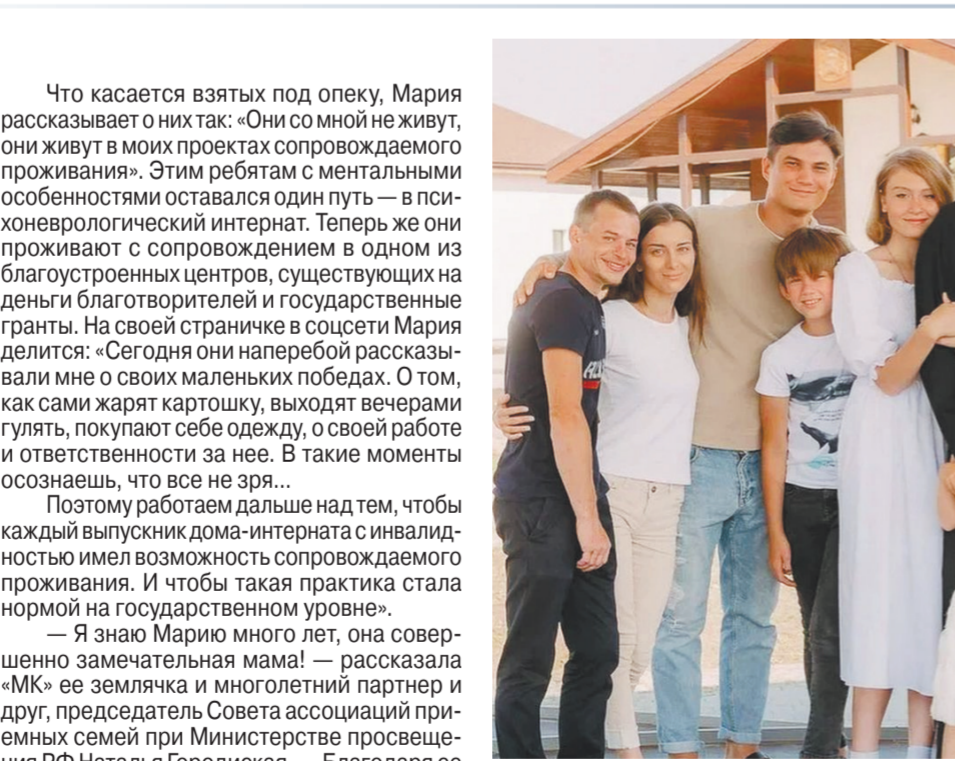 Что касается взятых под опеку, Мария
рассказывает о них так: «Они со мной не живут,
они живут в моих проектах сопровождаемого
проживания». Этим ребятам с ментальными
особенностями оставался один путь — в пси-
хоневрологический интернат. Теперь же они
проживают с сопровождением в одном из
благоустроенных центров, существующих на
деньги благотворителей и государственные
гранты. На своей страничке в соцсети Мария
делится: «Сегодня они наперебой рассказы-
вали мне о своих маленьких победах. О том,
как сами жарят картошку, выходят вечерами
гулять, покупают себе одежду, о своей работе
и ответственности за нее. В такие моменты
осознаешь, что все не зря...
Поэтому работаем дальше над тем, чтобы
каждый выпускник дома-интерната с инвалид-
ностью имел возможность сопровождаемого
проживания. И чтобы такая практика стала
нормой на государственном уровне».
— Я знаю Марию много лет, она совер-
шенно замечательная мама! — рассказала
«МК» ее землячка и многолетний партнер и
друг, председатель Совета ассоциаций при-
емных семей при Министерстве просвеще-